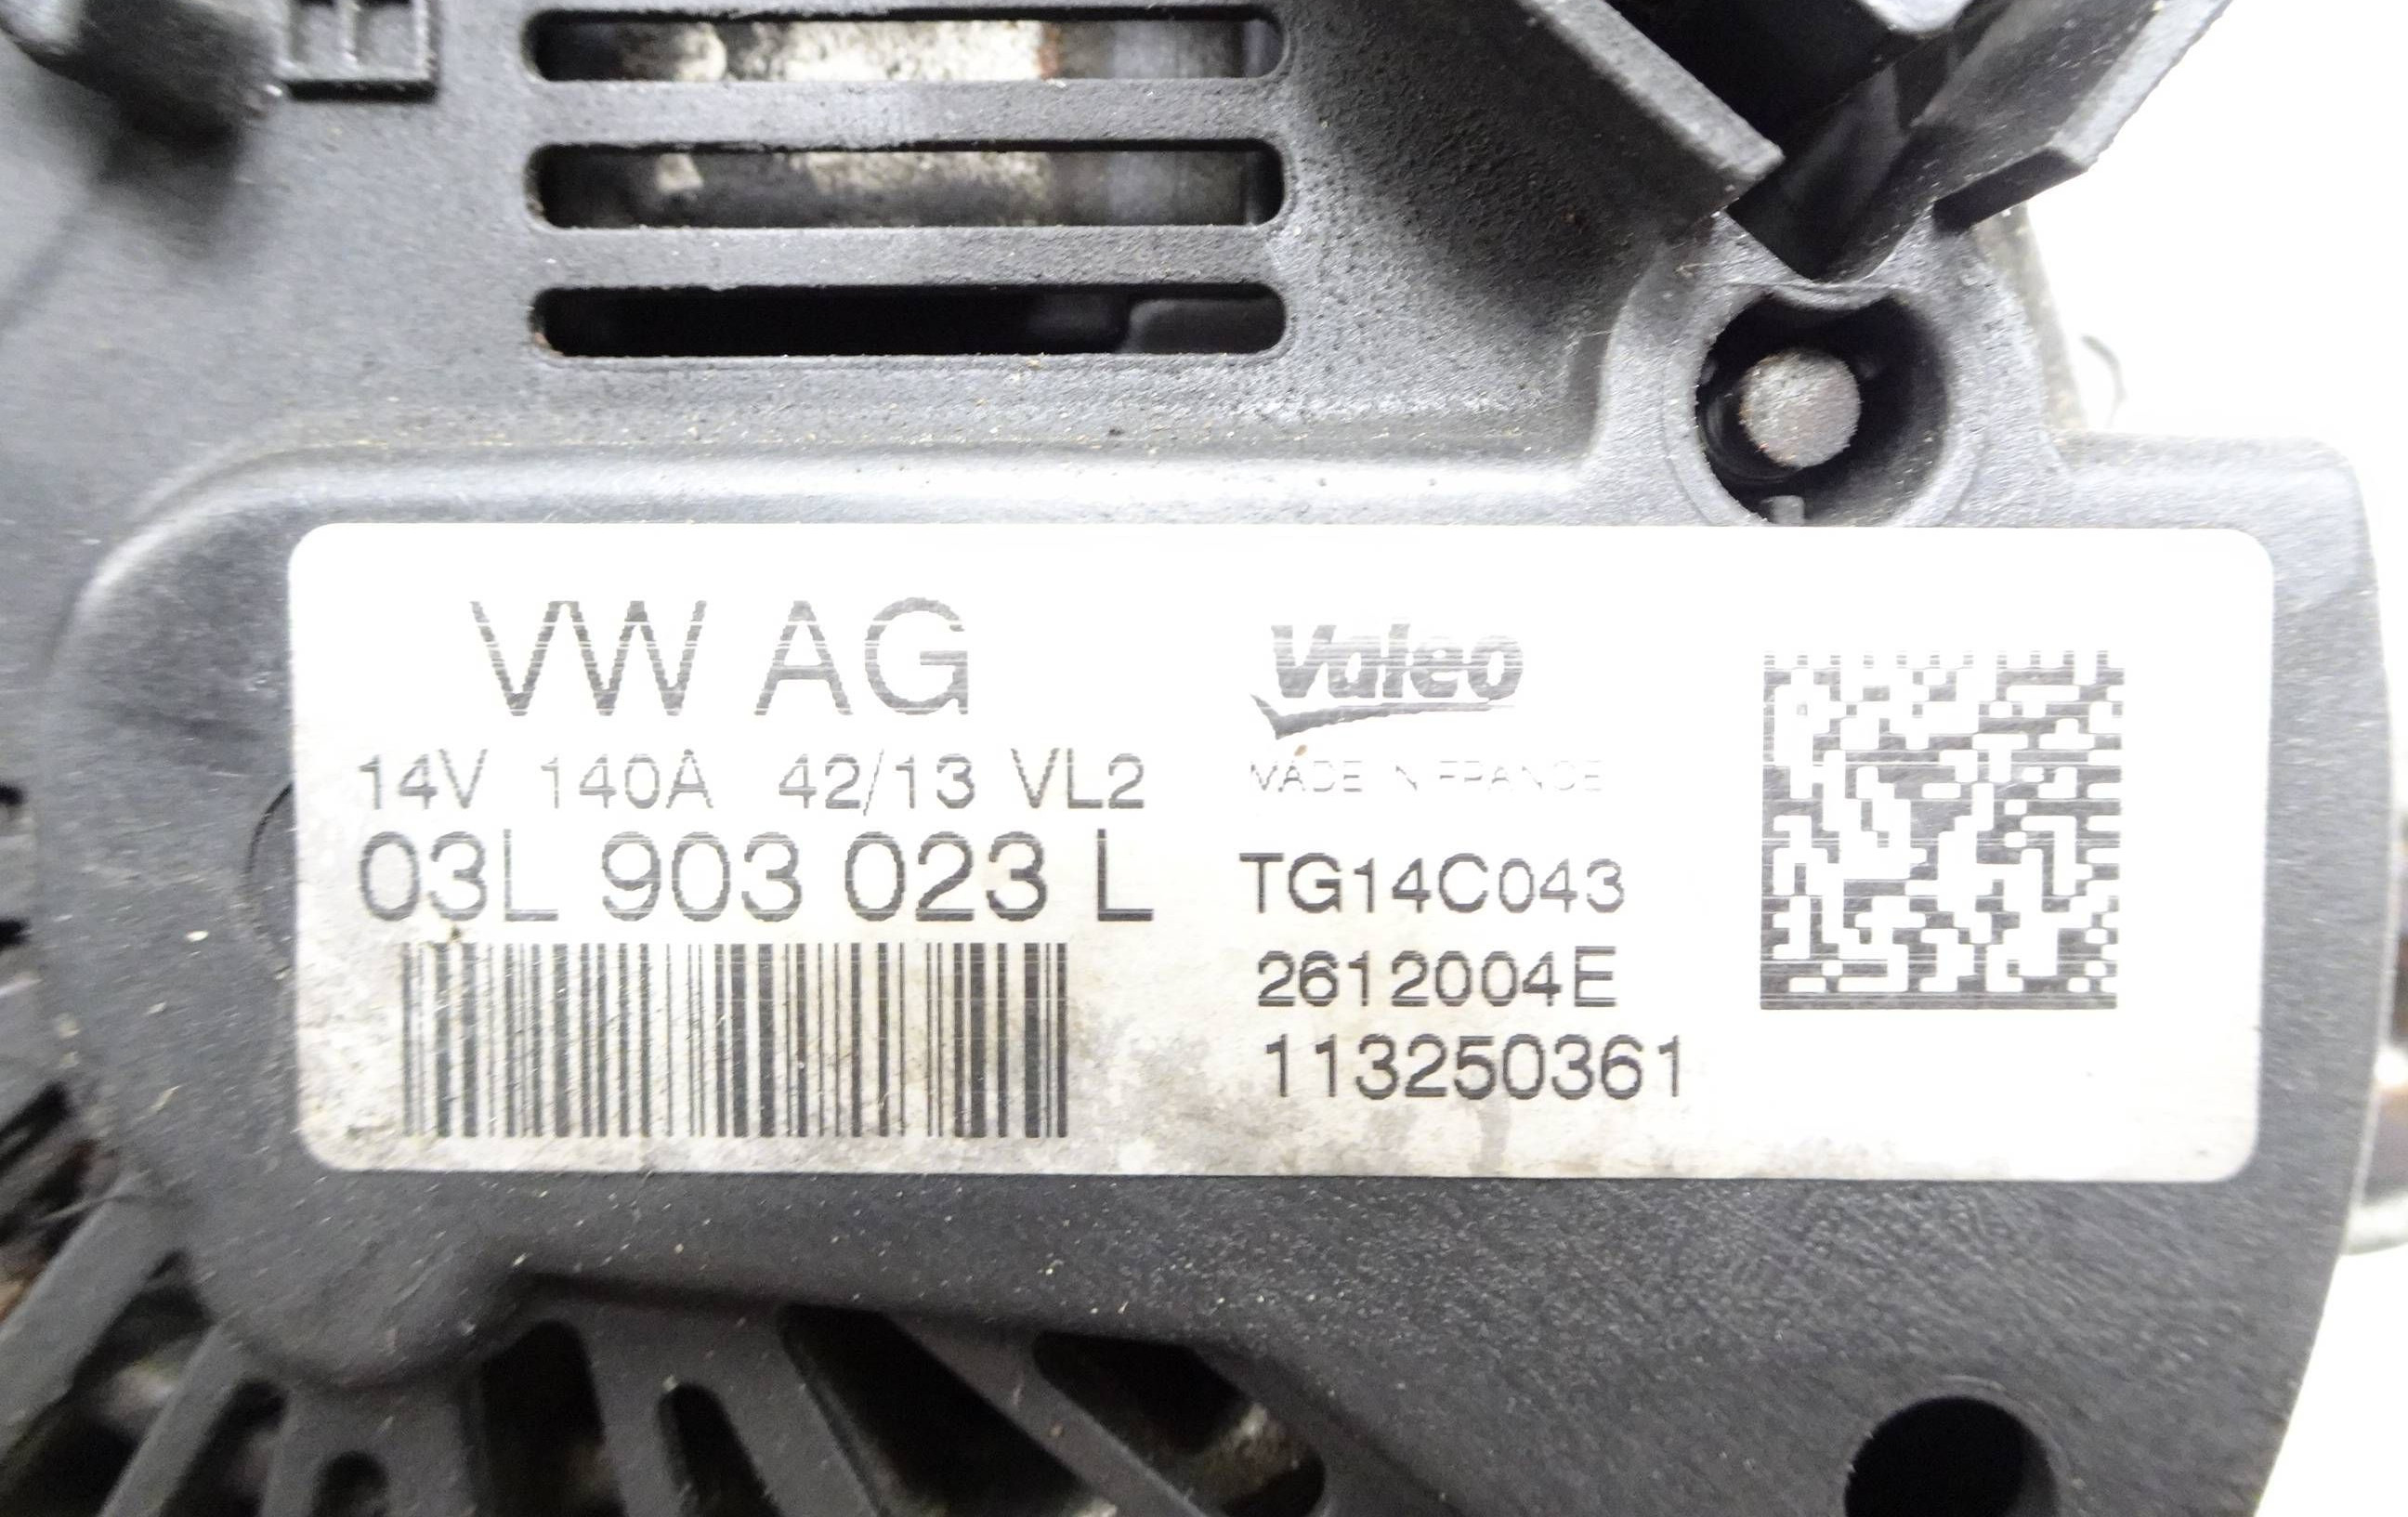 VW AG
14V 140A 42/13 VL2
03L 903 023 L
Valeo
MADE IN FRANCE
TG14C043
2612004E
113250361